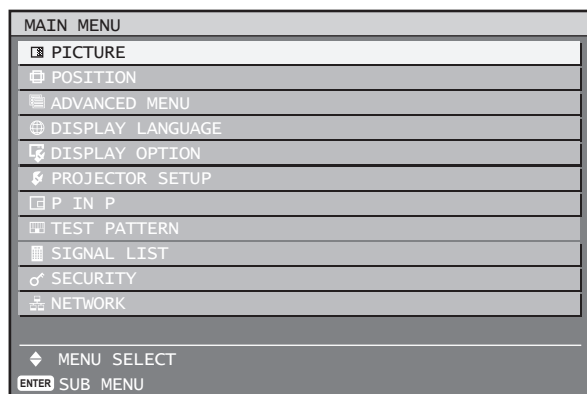 MAIN MENU
PICTURE
POSITION
ADVANCED MENU
DISPLAY LANGUAGE
DISPLAY OPTION
PROJECTOR SETUP
P IN P
TEST PATTERN
SIGNAL LIST
SECURITY
NETWORK
MENU SELECT
ENTER SUB MENU